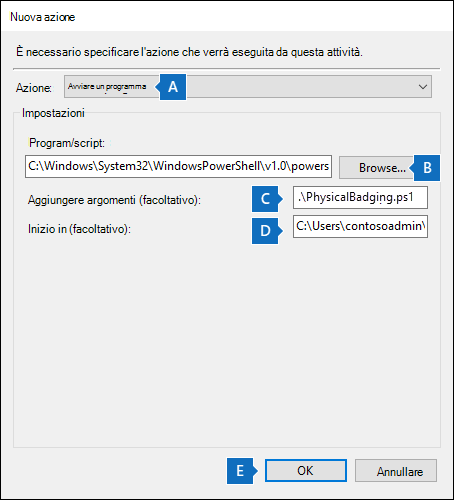 Nuova azione
È necessario specificare l'azione che verrà eseguita da questa attività.
Azione: Avviare un programma A
Impostazioni
Program/script:
C:\Windows\System32\WindowsPowerShell\v1.0\powers Browse... B
Aggiungere argomenti (facoltativo): C .\PhysicalBadging.ps1
Inizio in (facoltativo): D C:\Users\contosoadmin\
E OK Annullare